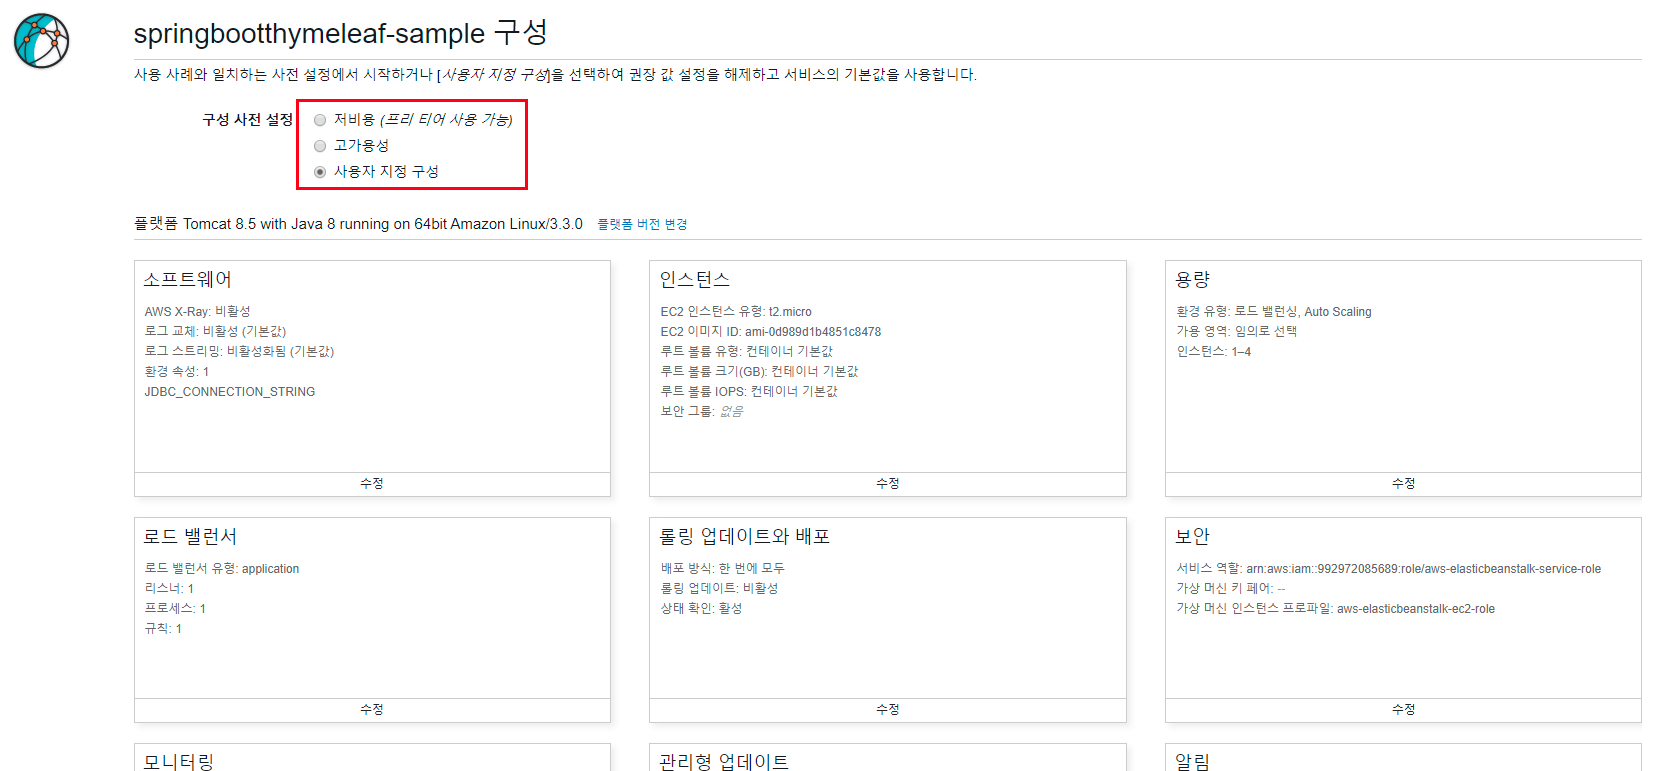 springbootthymeleaf-sample 구성
사용 사례와 일치하는 사전 설정에서 시작하거나 [사용자 지정 구성]을 선택하여 권장 값 설정을 해제하고 서비스의 기본값을 사용합니다.
구성 사전 설정
저비용 (프리 티어 사용 가능)
고가용성
사용자 지정 구성
플랫폼 Tomcat 8.5 with Java 8 running on 64bit Amazon Linux/3.3.0 플랫폼 버전 변경
소프트웨어
AWS X-Ray: 비활성
로그 교체: 비활성 (기본값)
로그 스트리밍: 비활성화됨 (기본값)
환경 속성: 1
JDBC_CONNECTION_STRING
수정
인스턴스
EC2 인스턴스 유형: t2.micro
EC2 이미지 ID: ami-0d989d1b4851c8478
루트 볼륨 유형: 컨테이너 기본값
루트 볼륨 크기(GB): 컨테이너 기본값
루트 볼륨 IOPS: 컨테이너 기본값
보안 그룹: 없음
수정
용량
환경 유형: 로드 밸런싱, Auto Scaling
가용 영역: 임의로 선택
인스턴스: 1–4
수정
로드 밸런서
로드 밸런서 유형: application
리스너: 1
프로세스: 1
규칙: 1
수정
롤링 업데이트와 배포
배포 방식: 한 번에 모두
롤링 업데이트: 비활성
상태 확인: 활성
수정
보안
서비스 역할: arn:aws:iam::992972085689:role/aws-elasticbeanstalk-service-role
가상 머신 키 페어: --
가상 머신 인스턴스 프로파일: aws-elasticbeanstalk-ec2-role
수정
모니터링
관리형 업데이트
알림